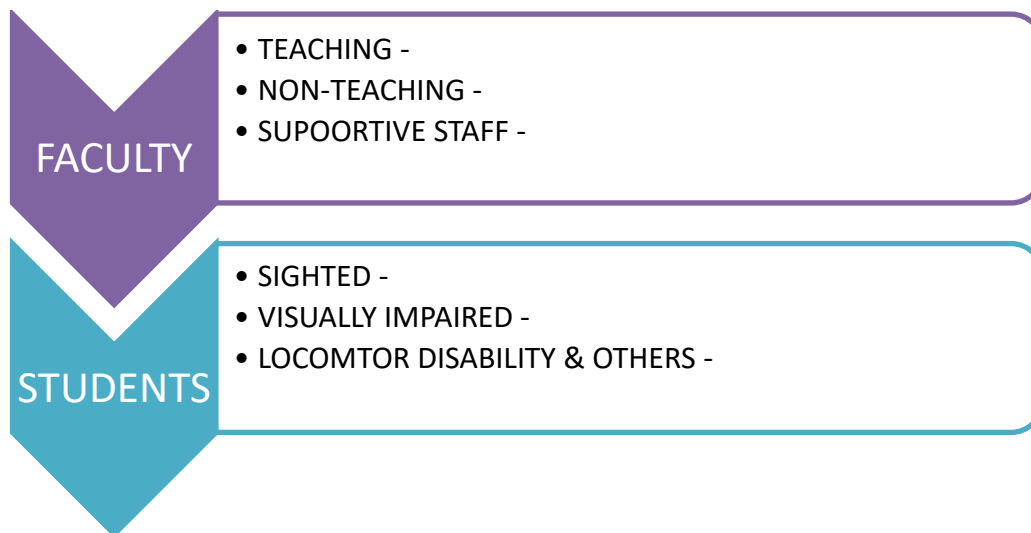 FACULTY
• TEACHING -
• NON-TEACHING -
• SUPOORTIVE STAFF -
STUDENTS
• SIGHTED -
• VISUALLY IMPAIRED -
• LOCOMTOR DISABILITY & OTHERS -